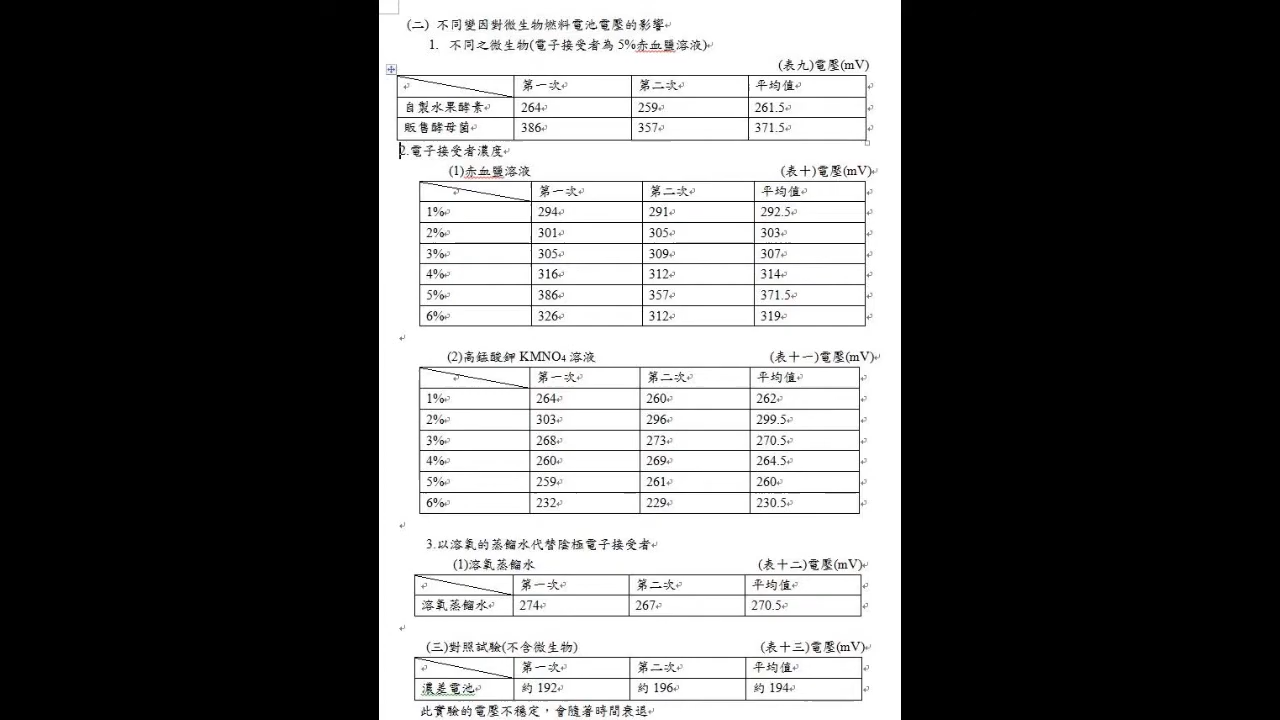 (二) 不同變因對微生物燃料電池電壓的影響
1. 不同之微生物(電子接受者為 5%赤血鹽溶液)
(表九)電壓(mV)
第一次 第二次 平均值
自製水果酵素 264 259 261.5
販售酵母菌 386 357 371.5
2.電子接受者濃度
(1)赤血鹽溶液 (表十)電壓(mV)
第一次 第二次 平均值
1% 294 291 292.5
2% 301 305 303
3% 305 309 307
4% 316 312 314
5% 386 357 371.5
6% 326 312 319
(2)高錳酸鉀 KMNO4 溶液 (表十一)電壓(mV)
第一次 第二次 平均值
1% 264 260 262
2% 303 296 299.5
3% 268 273 270.5
4% 260 269 264.5
5% 259 261 260
6% 232 229 230.5
3.以溶氧的蒸餾水代替陰極電子接受者
(1)溶氧蒸餾水 (表十二)電壓(mV)
第一次 第二次 平均值
溶氧蒸餾水 274 267 270.5
(三)對照試驗(不含微生物) (表十三)電壓(mV)
第一次 第二次 平均值
濃差電池 約 192 約 196 約 194
此實驗的電壓不穩定，會隨著時間衰退